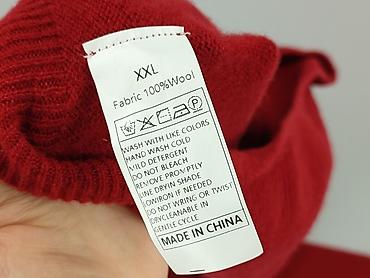 XXL
Fabric 100%Wool
P
WASH WITH LIKE COLORS
HAND WASH COLD
MILD DETERGENT
DO NOT BLEACH
REMOVE PROMPTLY
LINE DRYIN SHADE
LOWIRON IF NEEDED
DO NOT WRING OR TWIST
DRYCLEANABLE IN
GENTLE CYCLE
MADE IN CHINA